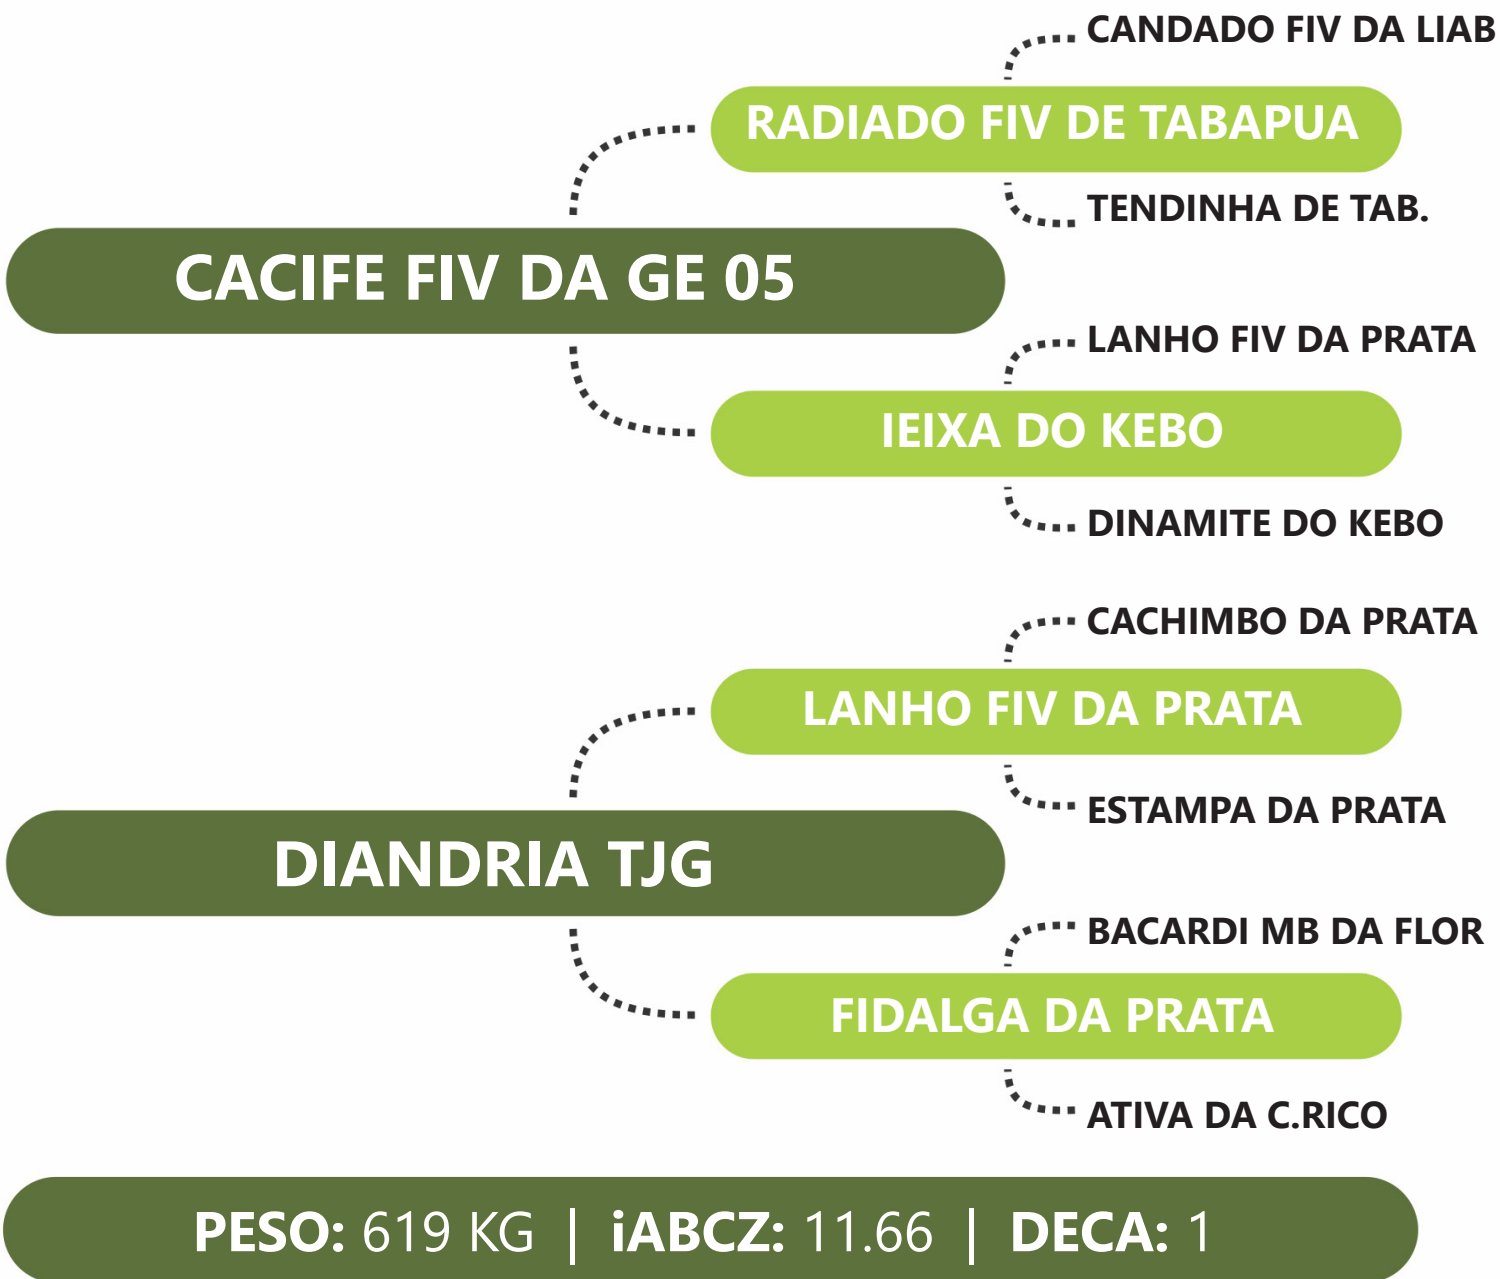 CANDADO FIV DA LIAB
RADIADO FIV DE TABAPUA
TENDINHA DE TAB.
CACIFE FIV DA GE 05
LANHO FIV DA PRATA
IEIXA DO KEBO
DINAMITE DO KEBO
CACHIMBO DA PRATA
LANHO FIV DA PRATA
ESTAMPA DA PRATA
DIANDRIA TJG
BACARDI MB DA FLOR
FIDALGA DA PRATA
ATIVA DA C.RICO
PESO: 619 KG | iABCZ: 11.66 | DECA: 1